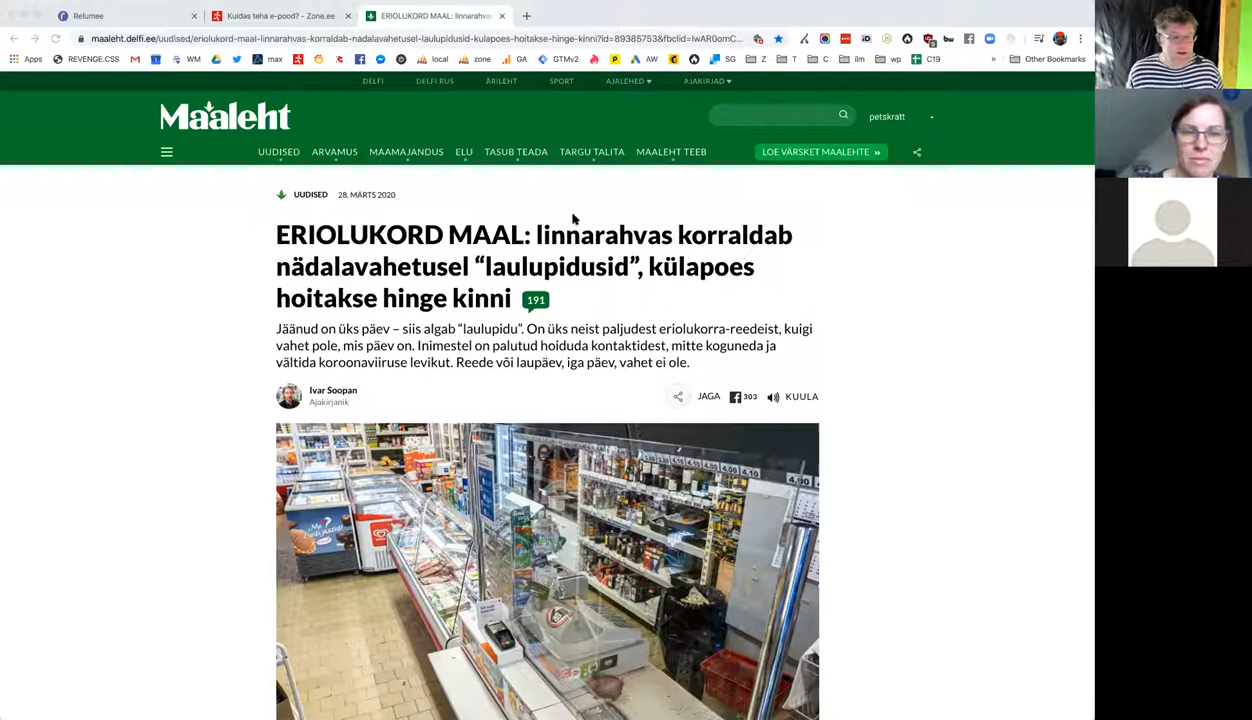 Relumee
Kuidas teha e-pood? - Zone.ee
ERIOLUKORD MAAL: linnarahvas
maaleht.delfi.ee/uudised/eriolukord-maal-linnarahvas-korraldab-nadalavahetusel-laulupidusid-kulapoes-hoitakse-hinge-kinni?id=89385753&fbclid=IwAR0omC...
Apps REVENGE.CSS WM max local zone GA GTMv2 AW SG Z T C ilm wp C19 » Other Bookmarks
DELFI DELFI RUS ÄRILEHT SPORT AJALEHED AJAKIRJAD
Maaleht
petskratt
UUDISED ARVAMUS MAAMAJANDUS ELU TASUB TEADA TARGU TALITA MAALEHT TEEB LOE VÄRSKET MAALEHTE »
UUDISED 28. MÄRTS 2020
ERIOLUKORD MAAL: linnarahvas korraldab
nädalavahetusel “laulupidusid”, külapoes
hoitakse hinge kinni 191
Jäänud on üks päev – siis algab “laulupidu”. On üks neist paljudest eriolukorra-reedeist, kuigi
vahet pole, mis päev on. Inimestel on palutud hoiduda kontaktidest, mitte koguneda ja
vältida koroonaviiruse levikut. Reede või laupäev, iga päev, vahet ei ole.
Ivar Soopan
Ajakirjanik
JAGA 303 KUULA
4.00